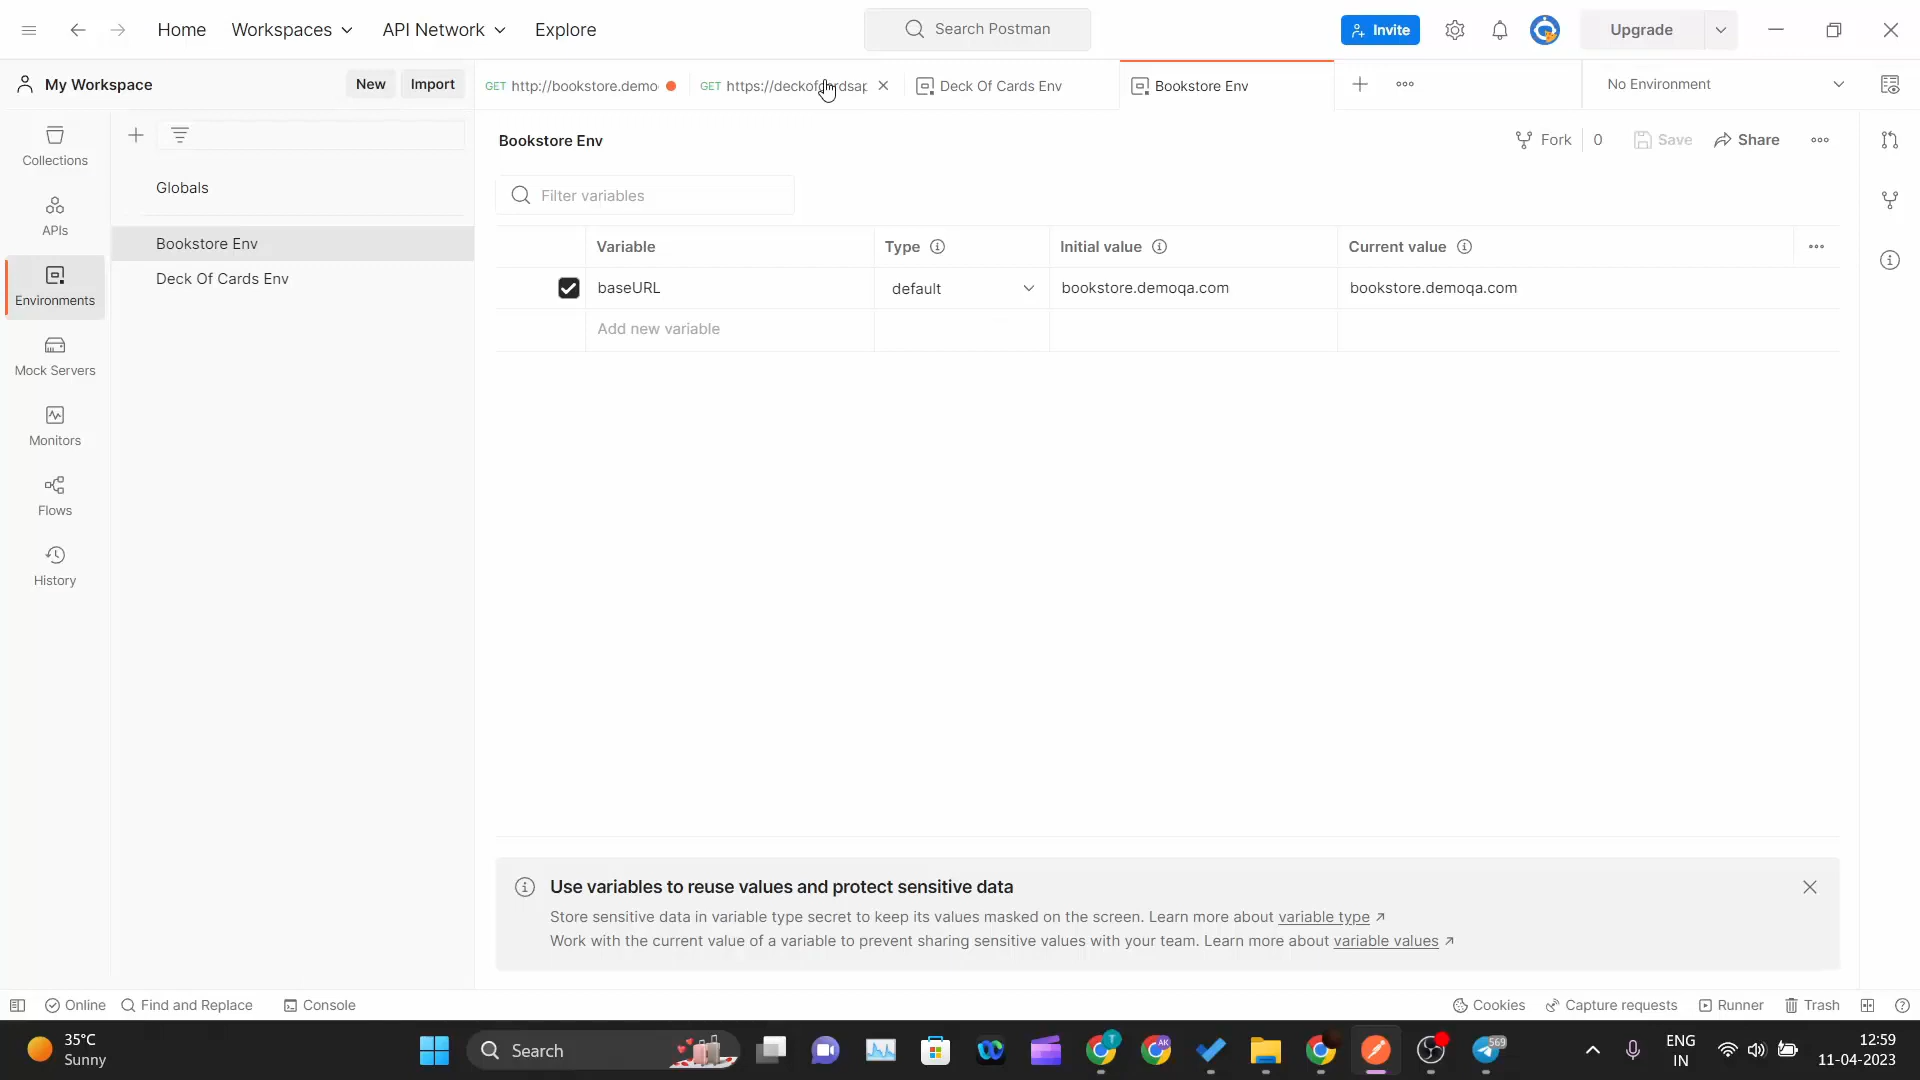 Home Workspaces API Network Explore Search Postman Invite Upgrade
My Workspace New Import GET http://bookstore.demo GET https://deckofcardsap Deck Of Cards Env Bookstore Env No Environment
Bookstore Env Fork 0 Save Share
Collections
Globals
Filter variables
APIs
Bookstore Env
Variable Type Initial value Current value
Deck Of Cards Env
baseURL default bookstore.demoqa.com bookstore.demoqa.com
Environments
Add new variable
Mock Servers
Monitors
Flows
History
Use variables to reuse values and protect sensitive data
Store sensitive data in variable type secret to keep its values masked on the screen. Learn more about variable type ↗
Work with the current value of a variable to prevent sharing sensitive values with your team. Learn more about variable values ↗
Online Find and Replace Console Cookies Capture requests Runner Trash
35°C
Sunny
Search
T
AK
569
ENG
IN
12:59
11-04-2023